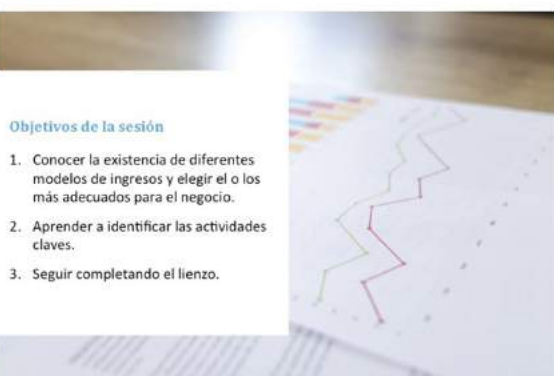 Objetivos de la sesión
1. Conocer la existencia de diferentes
modelos de ingresos y elegir el o los
más adecuados para el negocio.
2. Aprender a identificar las actividades
claves.
3. Seguir completando el lienzo.